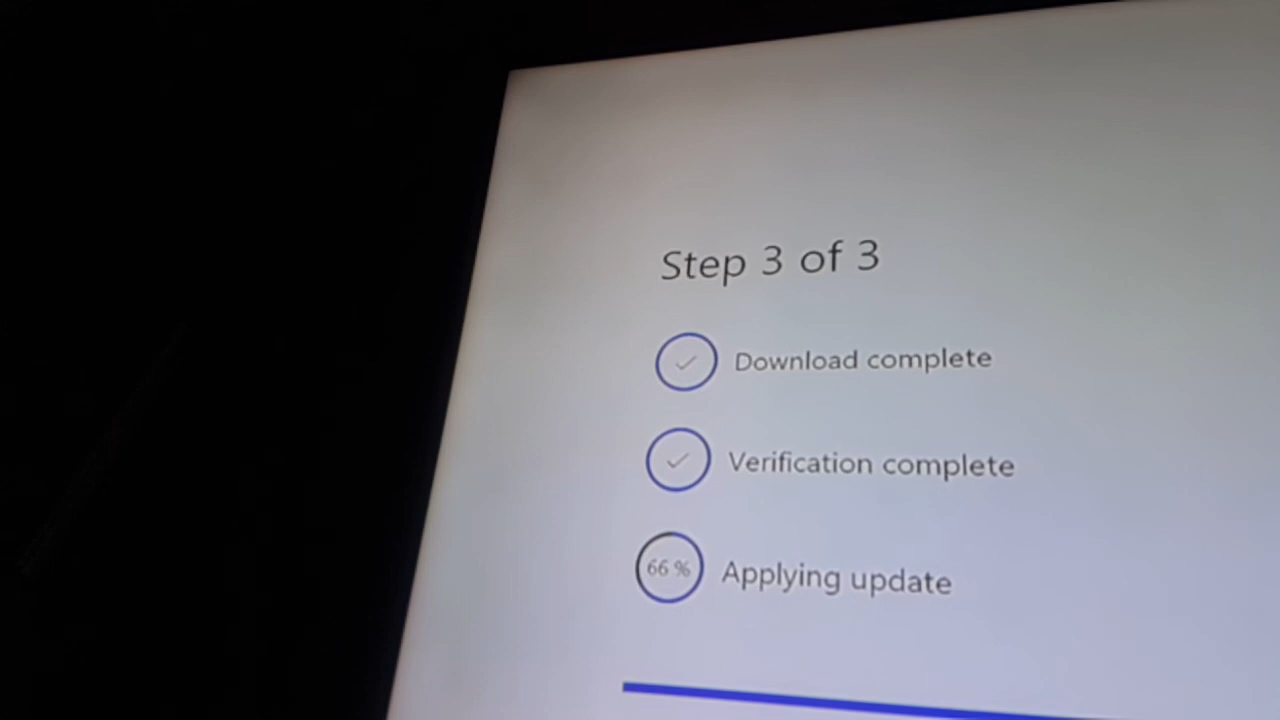 Step 3 of 3
Download complete
Verification complete
66 %
Applying update